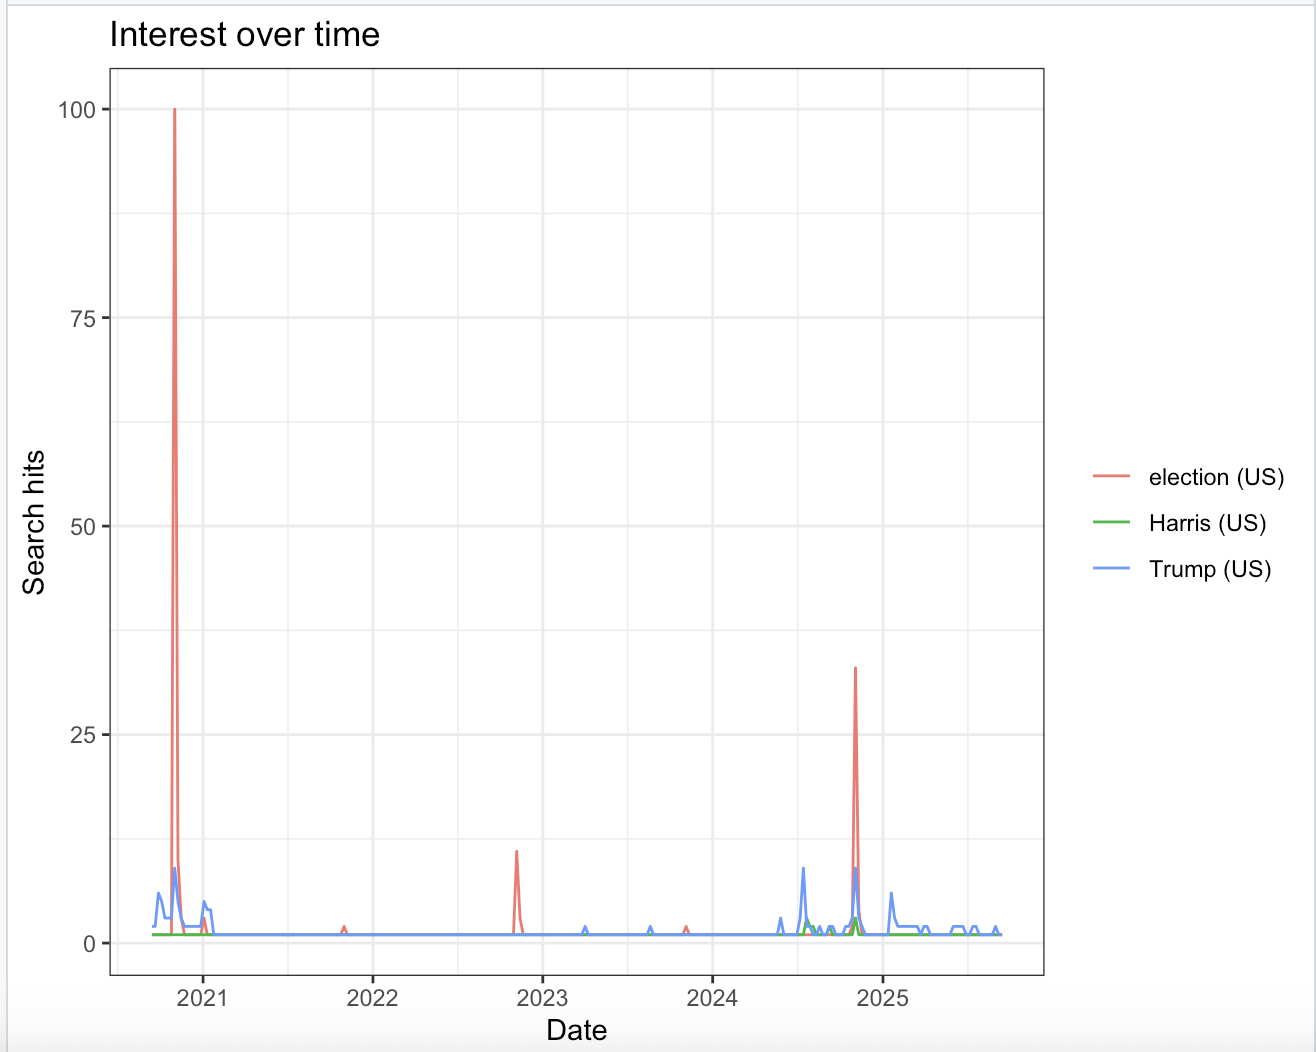 Interest over time
Search hits
100
75
50
25
0
2021
2022
2023
2024
2025
Date
election (US)
Harris (US)
Trump (US)